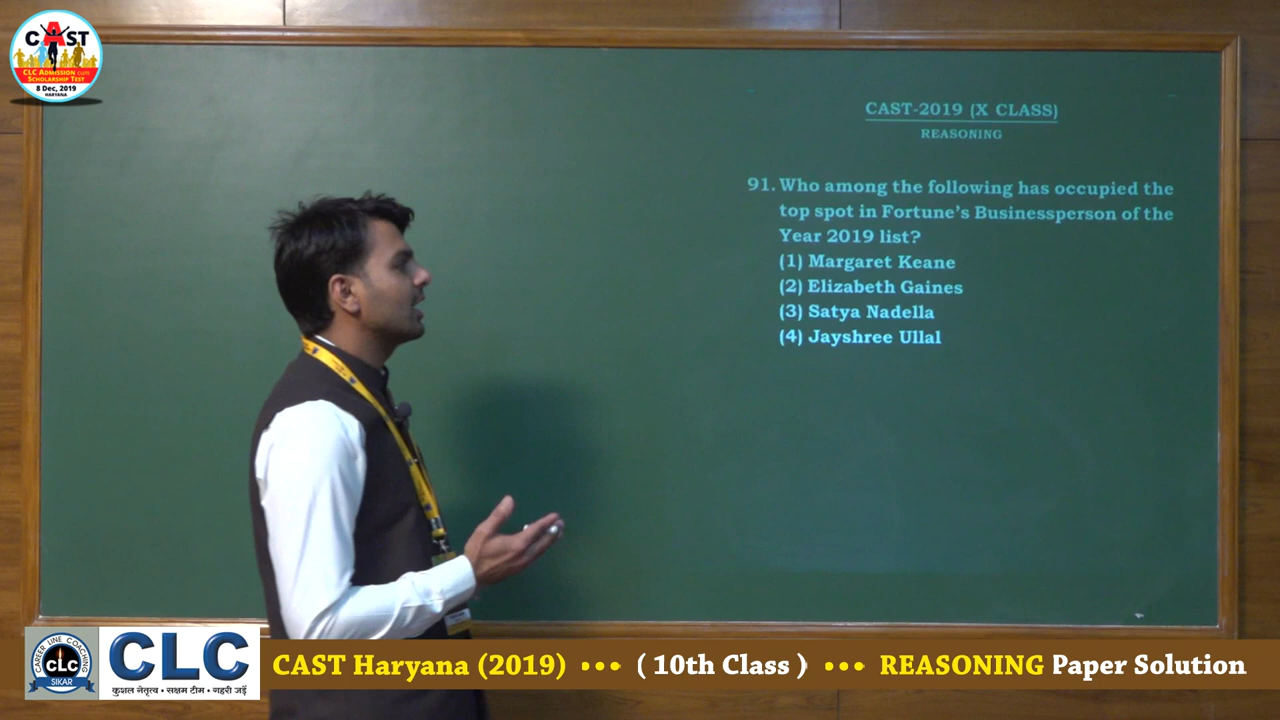 CAST
CLC ADMISSION cum
SCHOLARSHIP TEST
8 Dec, 2019
HARYANA
CAST-2019 (X CLASS)
REASONING
91. Who among the following has occupied the
top spot in Fortune's Businessperson of the
Year 2019 list?
(1) Margaret Keane
(2) Elizabeth Gaines
(3) Satya Nadella
(4) Jayshree Ullal
CAREER LINE COACHING
CLC
SIKAR
CLC
कुशल नेतृत्व • सक्षम टीम • गहरी जड़ें
CAST Haryana (2019) ••• ( 10th Class ) ••• REASONING Paper Solution